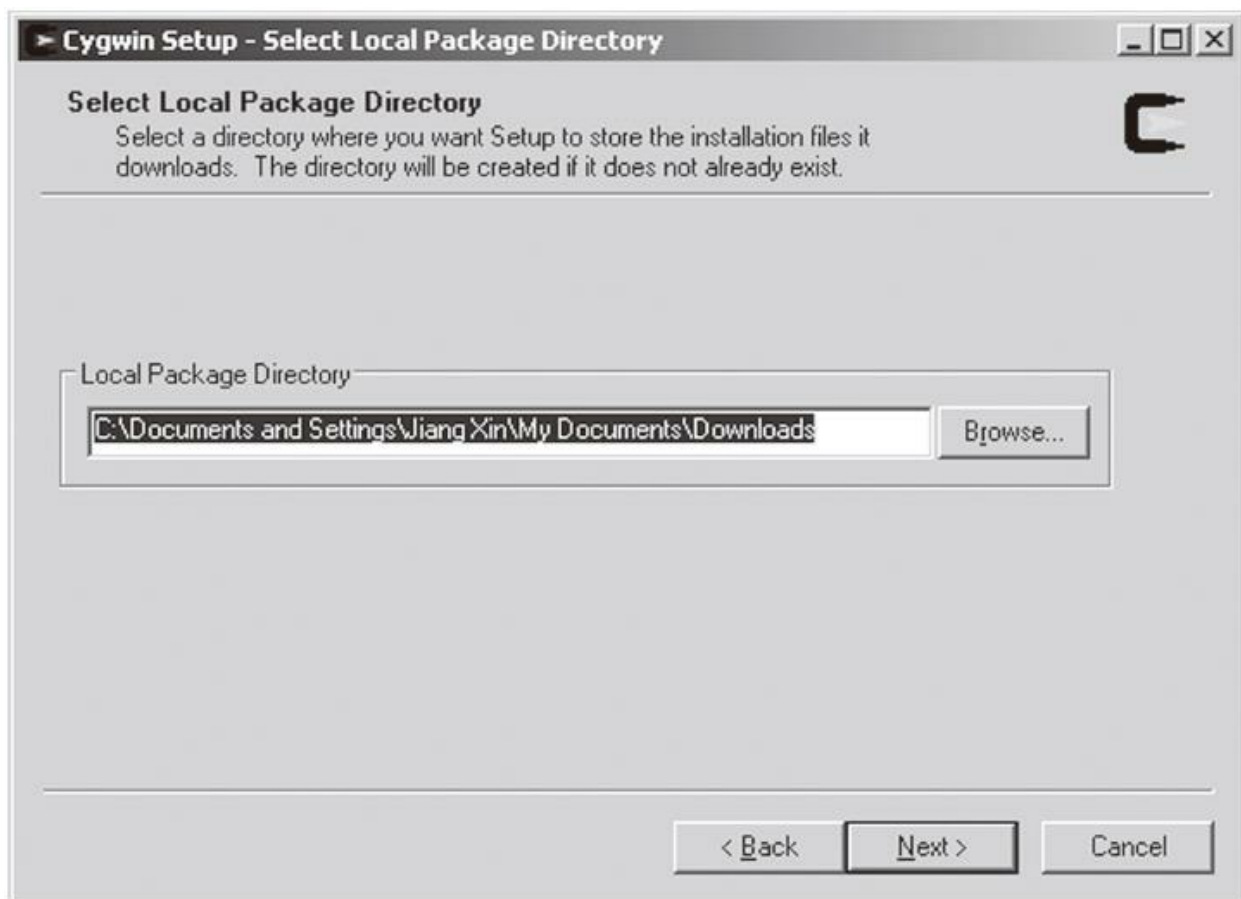 Cygwin Setup - Select Local Package Directory
Select Local Package Directory
Select a directory where you want Setup to store the installation files it
downloads. The directory will be created if it does not already exist.
Local Package Directory
C:\Documents and Settings\Jiang Xin\My Documents\Downloads
Browse...
< Back
Next >
Cancel